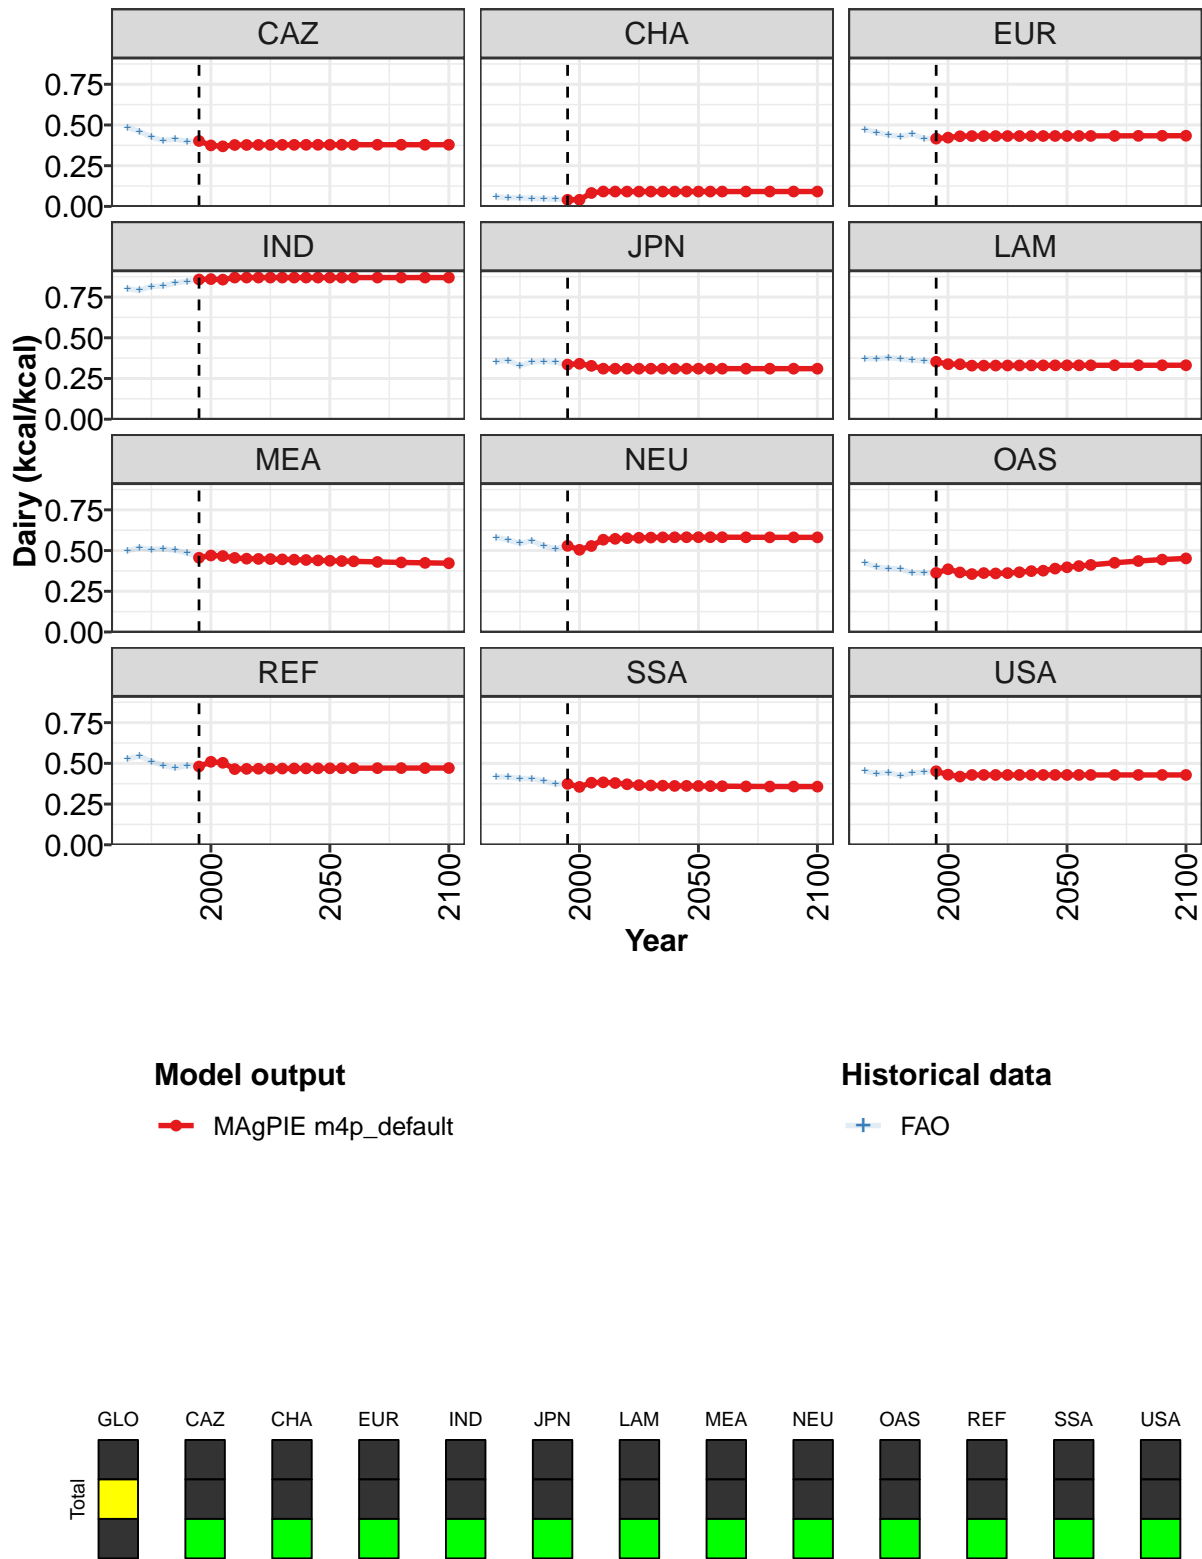 CAZ CHA EUR
0.75
0.50
0.25
0.00
IND JPN LAM
0.75
0.50
0.25
0.00
Dairy (kcal/kcal)
MEA NEU OAS
0.75
0.50
0.25
0.00
REF SSA USA
0.75
0.50
0.25
0.00
2000 2050 2100 2000 2050 2100 2000 2050 2100
Year
Model output Historical data
MAgPIE m4p_default FAO
GLO CAZ CHA EUR IND JPN LAM MEA NEU OAS REF SSA USA
Total